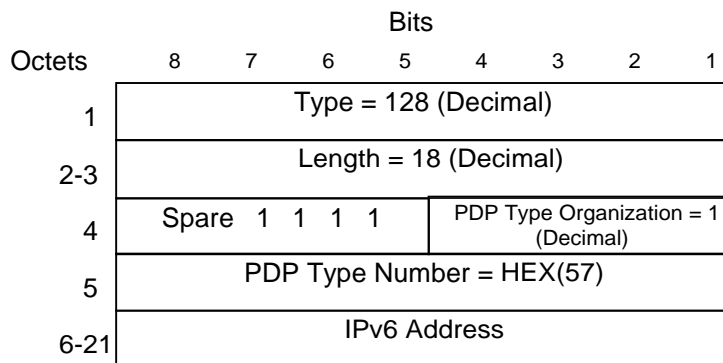 Bits
Octets 8 7 6 5 4 3 2 1
1 Type = 128 (Decimal)
2-3 Length = 18 (Decimal)
4 Spare 1 1 1 1 PDP Type Organization = 1
(Decimal)
5 PDP Type Number = HEX(57)
6-21 IPv6 Address